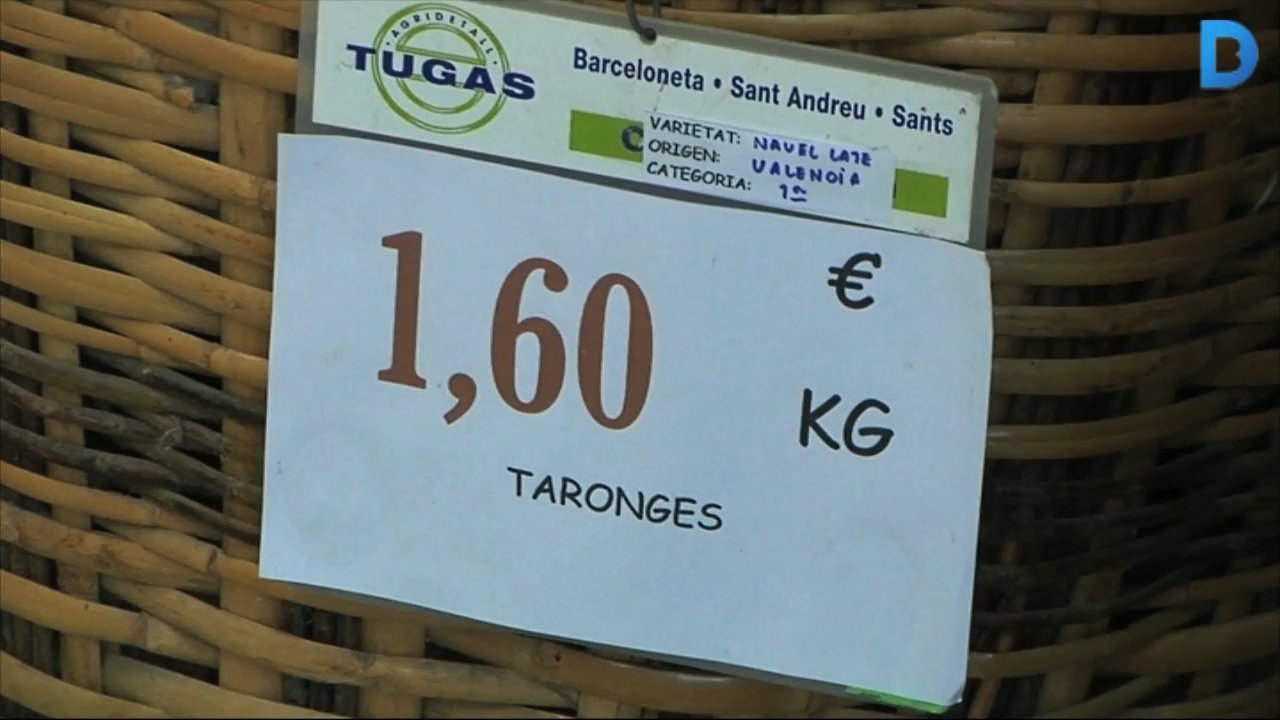 AGRIDETALL
TUGAS
Barceloneta • Sant Andreu • Sants
VARIETAT: NAVEL LATE
ORIGEN: VALENCIA
CATEGORIA: 1ª
1,60 €
KG
TARONGES
B